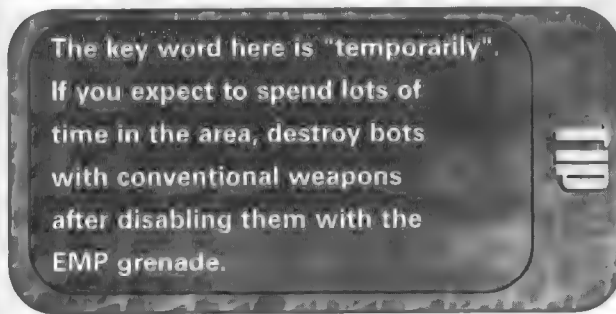 The key word here is "temporarily".
If you expect to spend lots of
time in the area, destroy bots
with conventional weapons
after disabling them with the
EMP grenade.